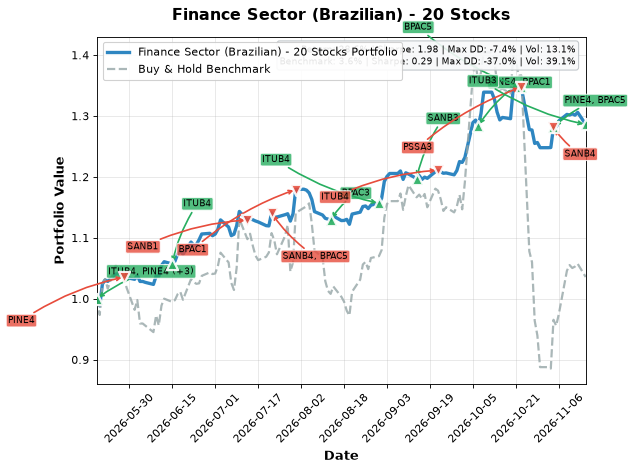 Finance Sector (Brazilian) - 20 Stocks
BPAC5
Finance Sector (Brazilian) - 20 Stocks Portfolio
Buy & Hold Benchmark
1.98 | Max DD: -7.4% | Vol: 13.1%
0.29 | Max DD: -37.0% | Vol: 39.1%
ITUB3
PINE4, BPAC1
PINE4, BPAC5
SANB3
PSSA3
SANB4
ITUB4
ITUB4
ITUB4
SANB1
BPAC1
SANB4, BPAC5
ITUB4, PINE4 (+3)
PINE4
Portfolio Value
1.4
1.3
1.2
1.1
1.0
0.9
2026-05-30
2026-06-15
2026-07-01
2026-07-17
2026-08-02
2026-08-18
2026-09-03
2026-09-19
2026-10-05
2026-10-21
2026-11-06
Date